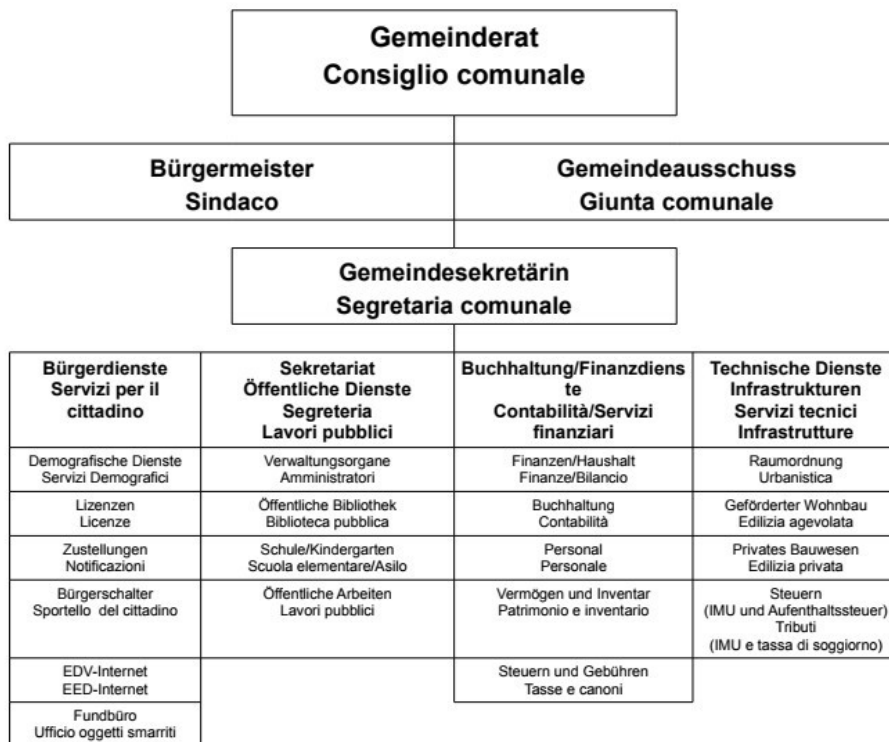 Gemeinderat
Consiglio comunale
Bürgermeister
Sindaco
Gemeindeausschuss
Giunta comunale
Gemeindesekretärin
Segretaria comunale
Bürgerdienste
Servizi per il
cittadino
Demografische Dienste
Servizi Demografici
Lizenzen
Licenze
Zustellungen
Notificazioni
Bürgerschalter
Sportello del cittadino
EDV-Internet
EED-Internet
Fundbüro
Ufficio oggetti smarriti
Sekretariat
Öffentliche Dienste
Segreteria
Lavori pubblici
Verwaltungsorgane
Amministratori
Öffentliche Bibliothek
Biblioteca pubblica
Schule/Kindergarten
Scuola elementare/Asilo
Öffentliche Arbeiten
Lavori pubblici
Buchhaltung/Finanzdiens
te
Contabilità/Servizi
finanziari
Finanzen/Haushalt
Finanze/Bilancio
Buchhaltung
Contabilità
Personal
Personale
Vermögen und Inventar
Patrimonio e inventario
Steuern und Gebühren
Tasse e canoni
Technische Dienste
Infrastrukturen
Servizi tecnici
Infrastrutture
Raumordnung
Urbanistica
Geförderter Wohnbau
Edilizia agevolata
Privates Bauwesen
Edilizia privata
Steuern
(IMU und Aufenthaltssteuer)
Tributi
(IMU e tassa di soggiorno)